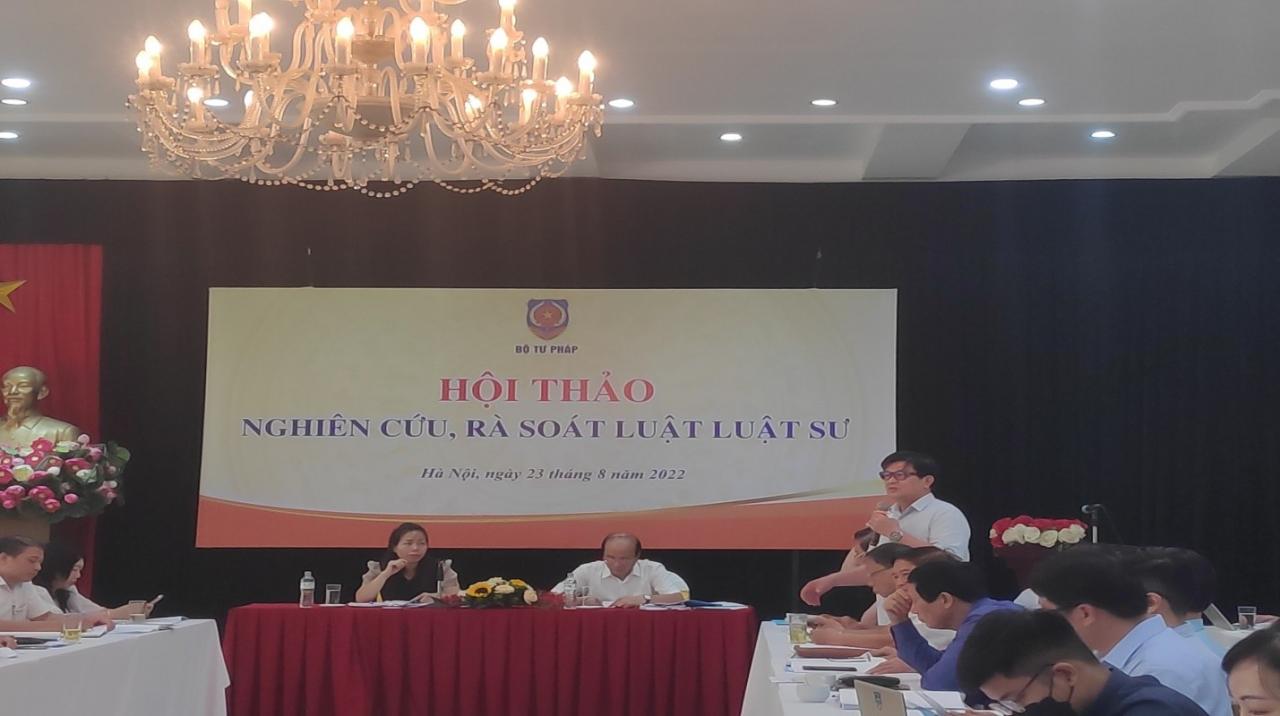 BỘ TƯ PHÁP
HỘI THẢO
NGHIÊN CỨU, RÀ SOÁT LUẬT LUẬT SƯ
Hà Nội, ngày 23 tháng 8 năm 2022